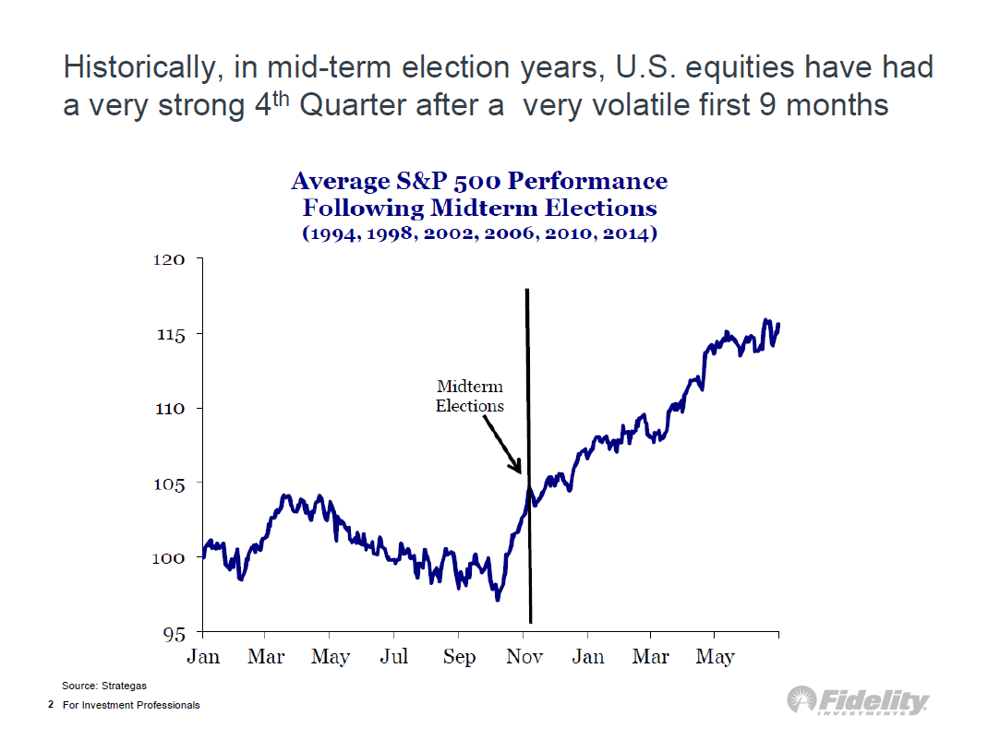 Historically, in mid-term election years, U.S. equities have had
a very strong 4th Quarter after a  very volatile first 9 months
Average S&P 500 Performance
Following Midterm Elections
(1994, 1998, 2002, 2006, 2010, 2014)
120
115
110
105
100
95
Midterm
Elections
Jan Mar May Jul Sep Nov Jan Mar May
Source: Strategas
2 For Investment Professionals
Fidelity
INVESTMENTS®